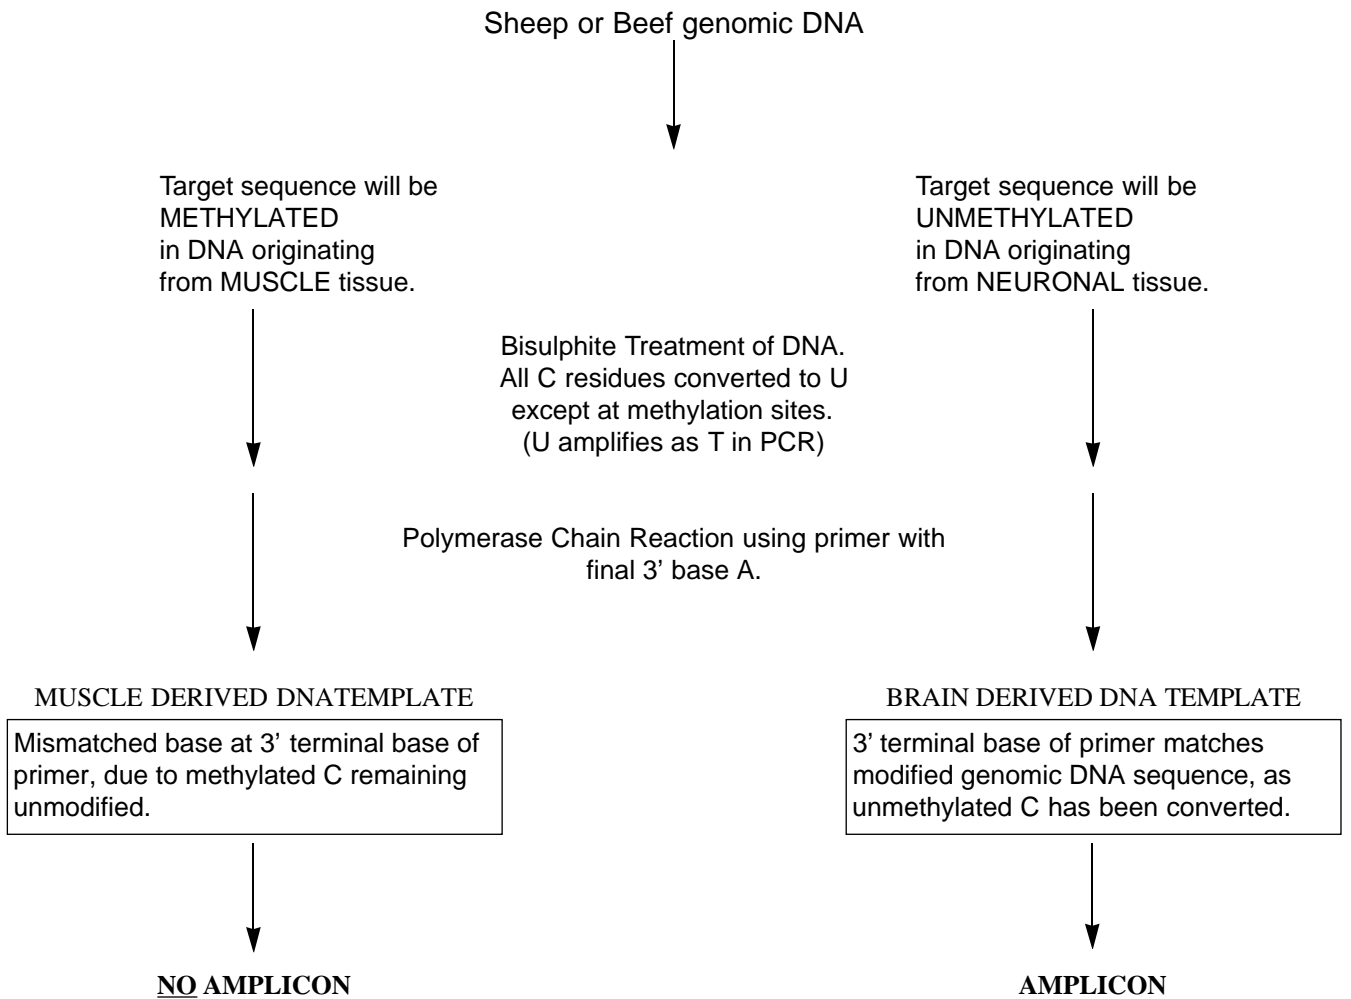 Sheep or Beef genomic DNA
Target sequence will be
METHYLATED
in DNA originating
from MUSCLE tissue.
Target sequence will be
UNMETHYLATED
in DNA originating
from NEURONAL tissue.
Bisulphite Treatment of DNA.
All C residues converted to U
except at methylation sites.
(U amplifies as T in PCR)
Polymerase Chain Reaction using primer with
final 3’ base A.
MUSCLE DERIVED DNATEMPLATE
Mismatched base at 3’ terminal base of
primer, due to methylated C remaining
unmodified.
NO AMPLICON
BRAIN DERIVED DNA TEMPLATE
3’ terminal base of primer matches
modified genomic DNA sequence, as
unmethylated C has been converted.
AMPLICON